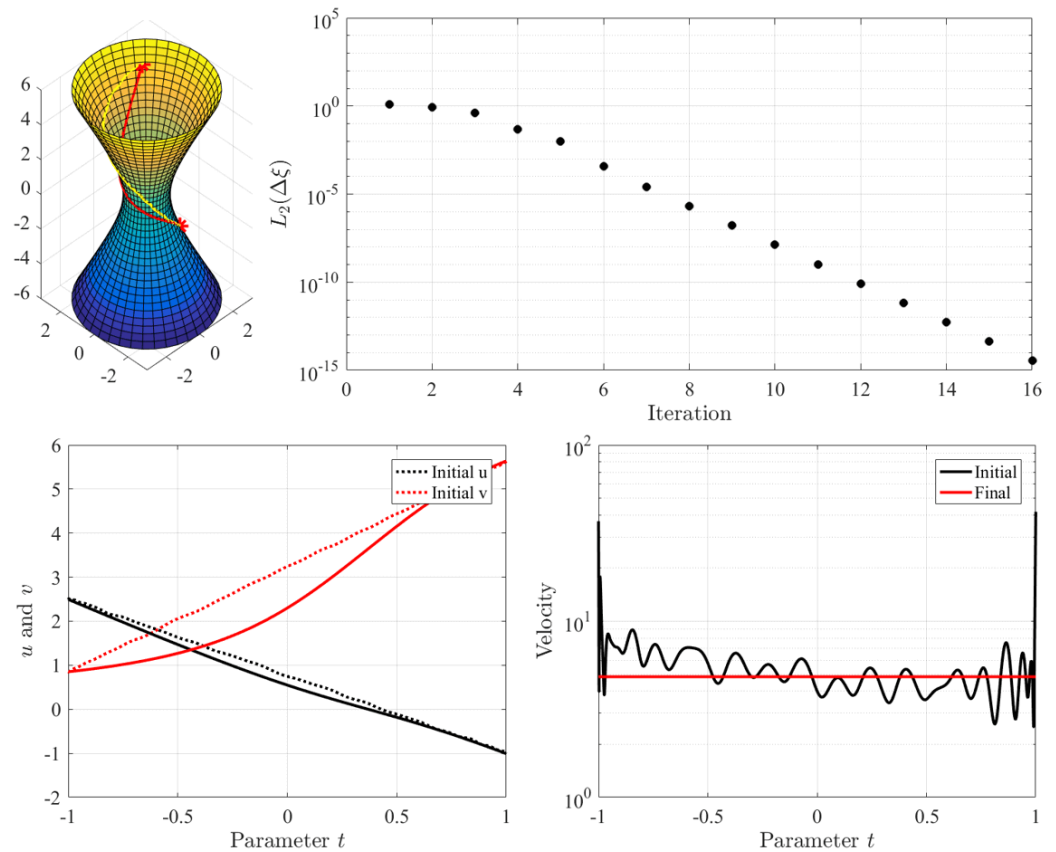 6
4
2
0
-2
-4
-6
2
0
-2
2
0
-2
10^5
10^0
10^-5
10^-10
10^-15
L_2(Δξ)
0 2 4 6 8 10 12 14 16
Iteration
6
5
4
3
2
1
0
-1
-2
u and v
Initial u
Initial v
-1 -0.5 0 0.5 1
Parameter t
10^2
10^1
10^0
Velocity
Initial
Final
-1 -0.5 0 0.5 1
Parameter t